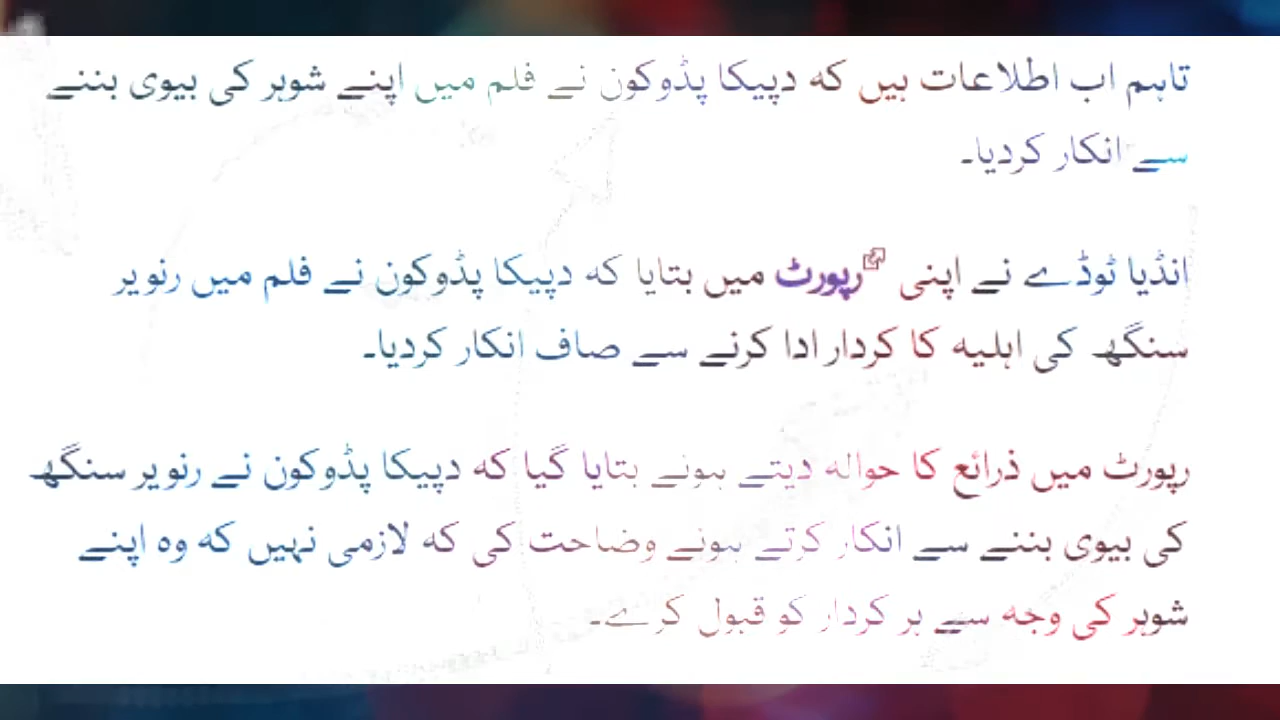 تاہم اب اطلاعات ہیں کہ دپیکا پڈوکون نے فلم میں اپنے شوہر کی بیوی بننے
سے انکار کردیا۔
انڈیا ٹوڈے نے اپنی رپورٹ میں بتایا کہ دپیکا پڈوکون نے فلم میں رنویر
سنگھ کی اہلیہ کا کردار ادا کرنے سے صاف انکار کردیا۔
رپورٹ میں ذرائع کا حوالہ دیتے ہوئے بتایا گیا کہ دپیکا پڈوکون نے رنویر سنگھ
کی بیوی بننے سے انکار کرتے ہوئے وضاحت کی کہ لازمی نہیں کہ وہ اپنے
شوہر کی وجہ سے ہر کردار کو قبول کرے۔